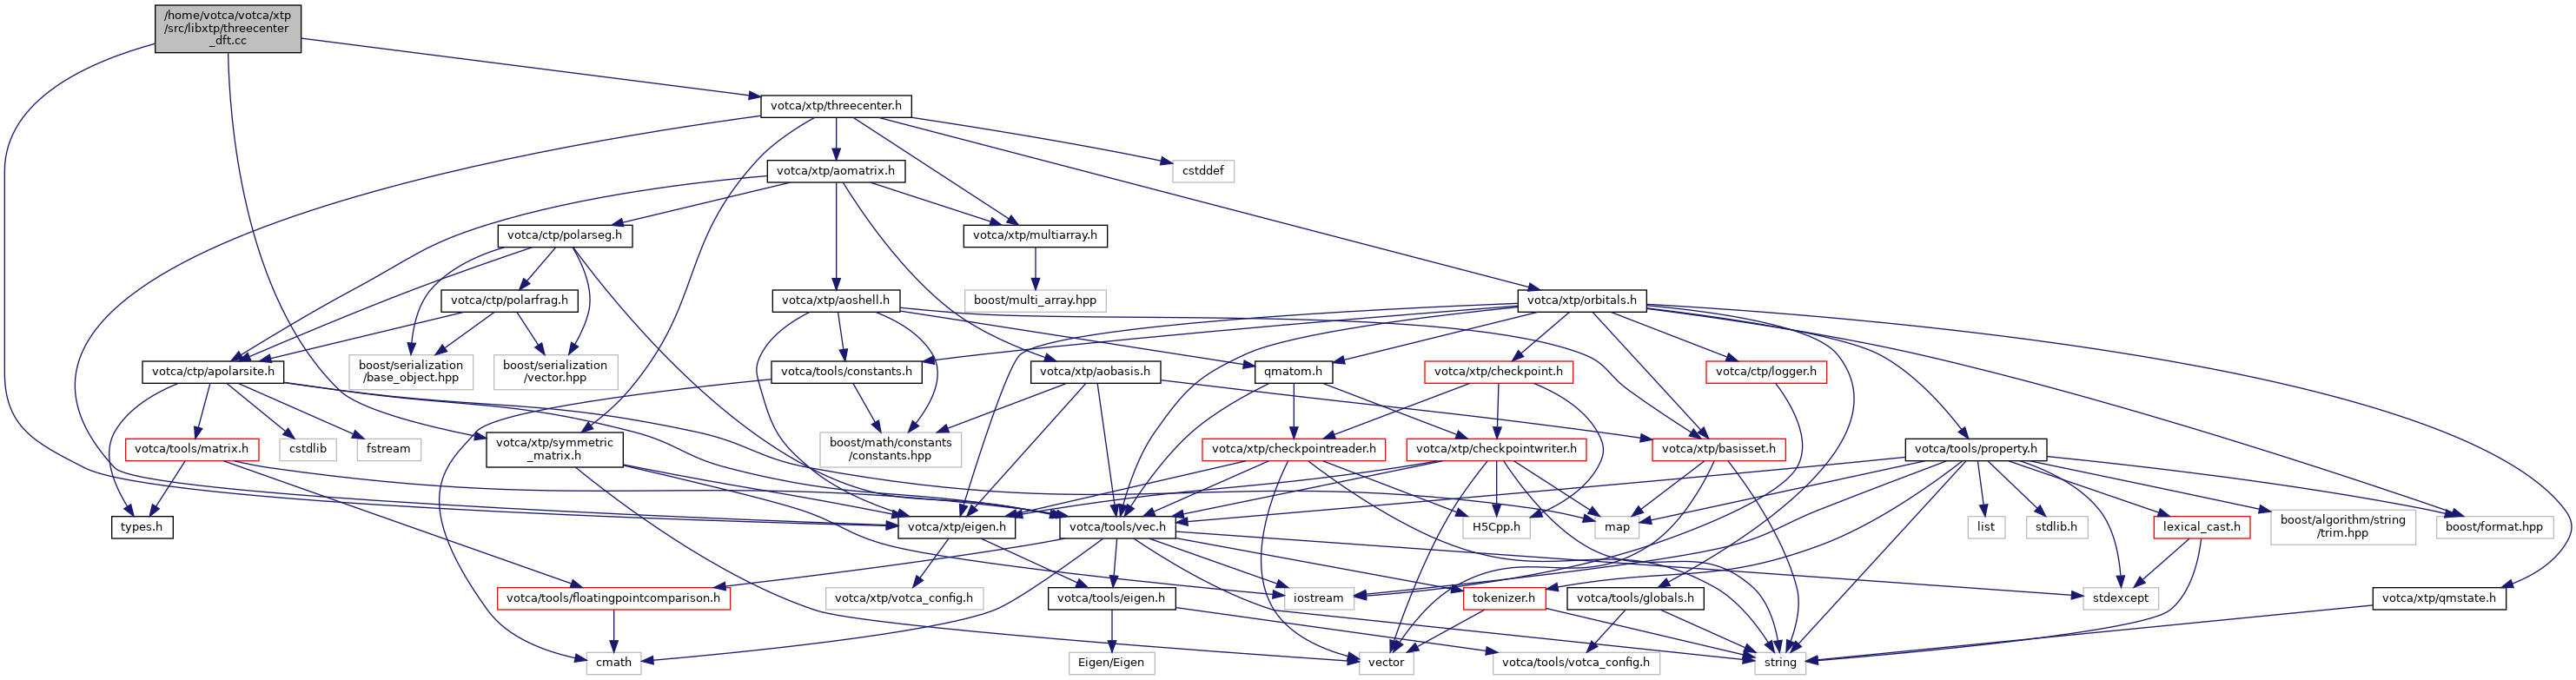 /home/votca/votca/xtp
/src/libxtp/threecenter
_dft.cc
votca/xtp/threecenter.h
votca/xtp/aomatrix.h
cstddef
votca/ctp/polarseg.h
votca/xtp/multiarray.h
votca/ctp/polarfrag.h
votca/xtp/aoshell.h
boost/multi_array.hpp
votca/xtp/orbitals.h
votca/ctp/apolarsite.h
boost/serialization
/base_object.hpp
boost/serialization
/vector.hpp
votca/tools/constants.h
votca/xtp/aobasis.h
qmatom.h
votca/xtp/checkpoint.h
votca/ctp/logger.h
votca/tools/matrix.h
cstdlib
fstream
votca/xtp/symmetric
_matrix.h
boost/math/constants
/constants.hpp
votca/xtp/checkpointreader.h
votca/xtp/checkpointwriter.h
votca/xtp/basisset.h
votca/tools/property.h
types.h
votca/xtp/eigen.h
votca/tools/vec.h
H5Cpp.h
map
list
stdlib.h
lexical_cast.h
boost/algorithm/string
/trim.hpp
boost/format.hpp
votca/tools/floatingpointcomparison.h
votca/xtp/votca_config.h
votca/tools/eigen.h
iostream
tokenizer.h
votca/tools/globals.h
stdexcept
votca/xtp/qmstate.h
cmath
Eigen/Eigen
vector
votca/tools/votca_config.h
string